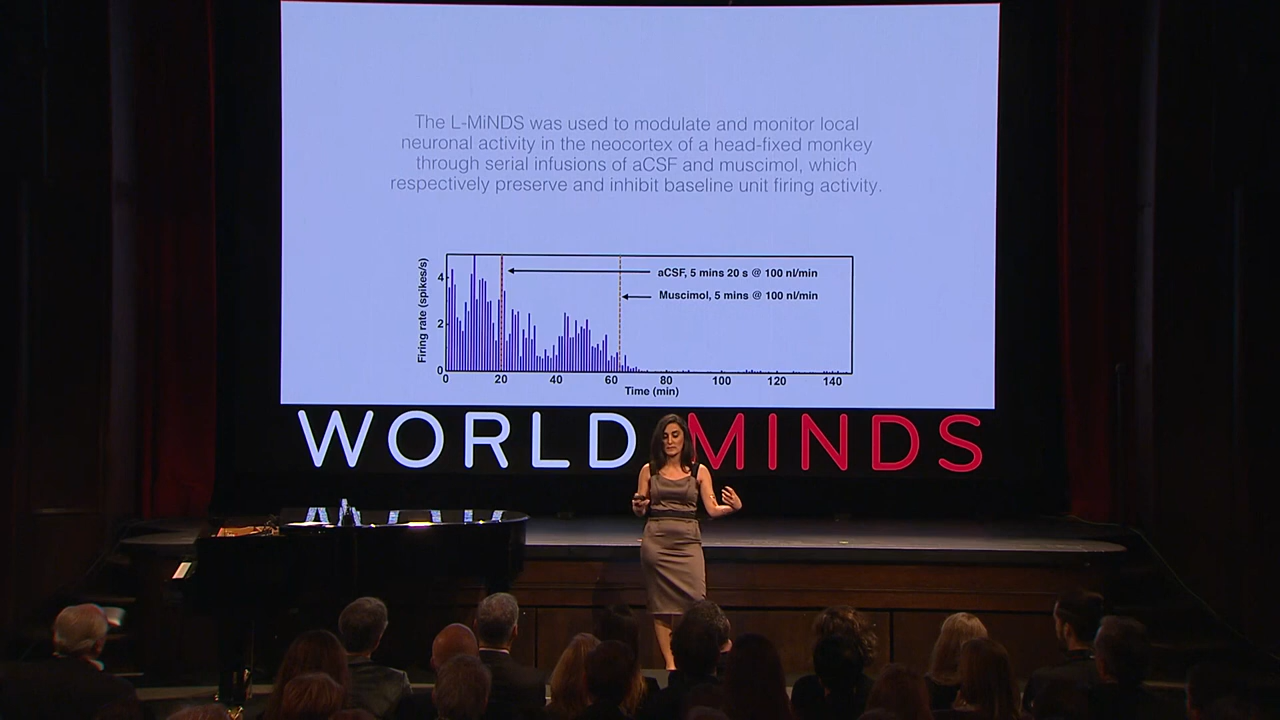 The L-MiNDS was used to modulate and monitor local
neuronal activity in the neocortex of a head-fixed monkey
through serial infusions of aCSF and muscimol, which
respectively preserve and inhibit baseline unit firing activity.
Firing rate (spikes/s)
4
2
0
aCSF, 5 mins 20 s @ 100 nl/min
Muscimol, 5 mins @ 100 nl/min
0 20 40 60 80 100 120 140
Time (min)
WORLD MINDS